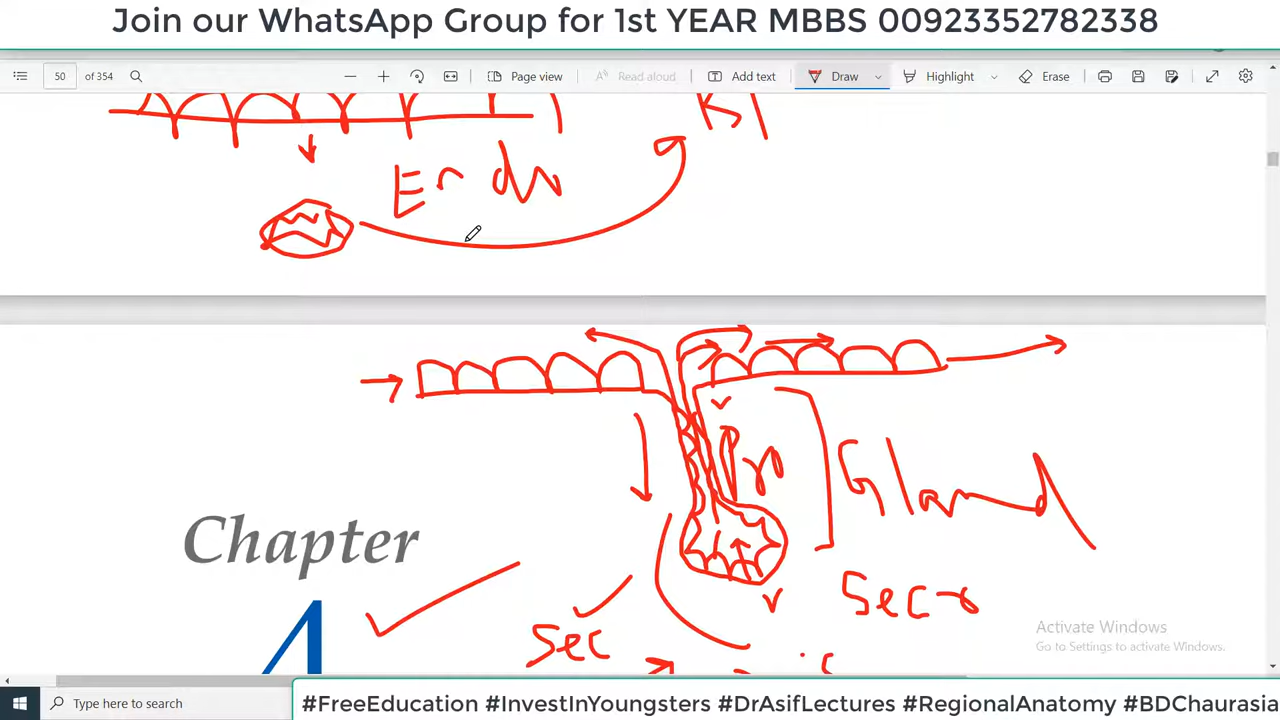 Join our WhatsApp Group for 1st YEAR MBBS 00923352782338
50 of 354 Page view Read aloud Add text Draw Highlight Erase
Gland
Chapter
4
Sec
Activate Windows
Go to Settings to activate Windows.
Type here to search
#FreeEducation #InvestInYoungsters #DrAsifLectures #RegionalAnatomy #BDChaurasia